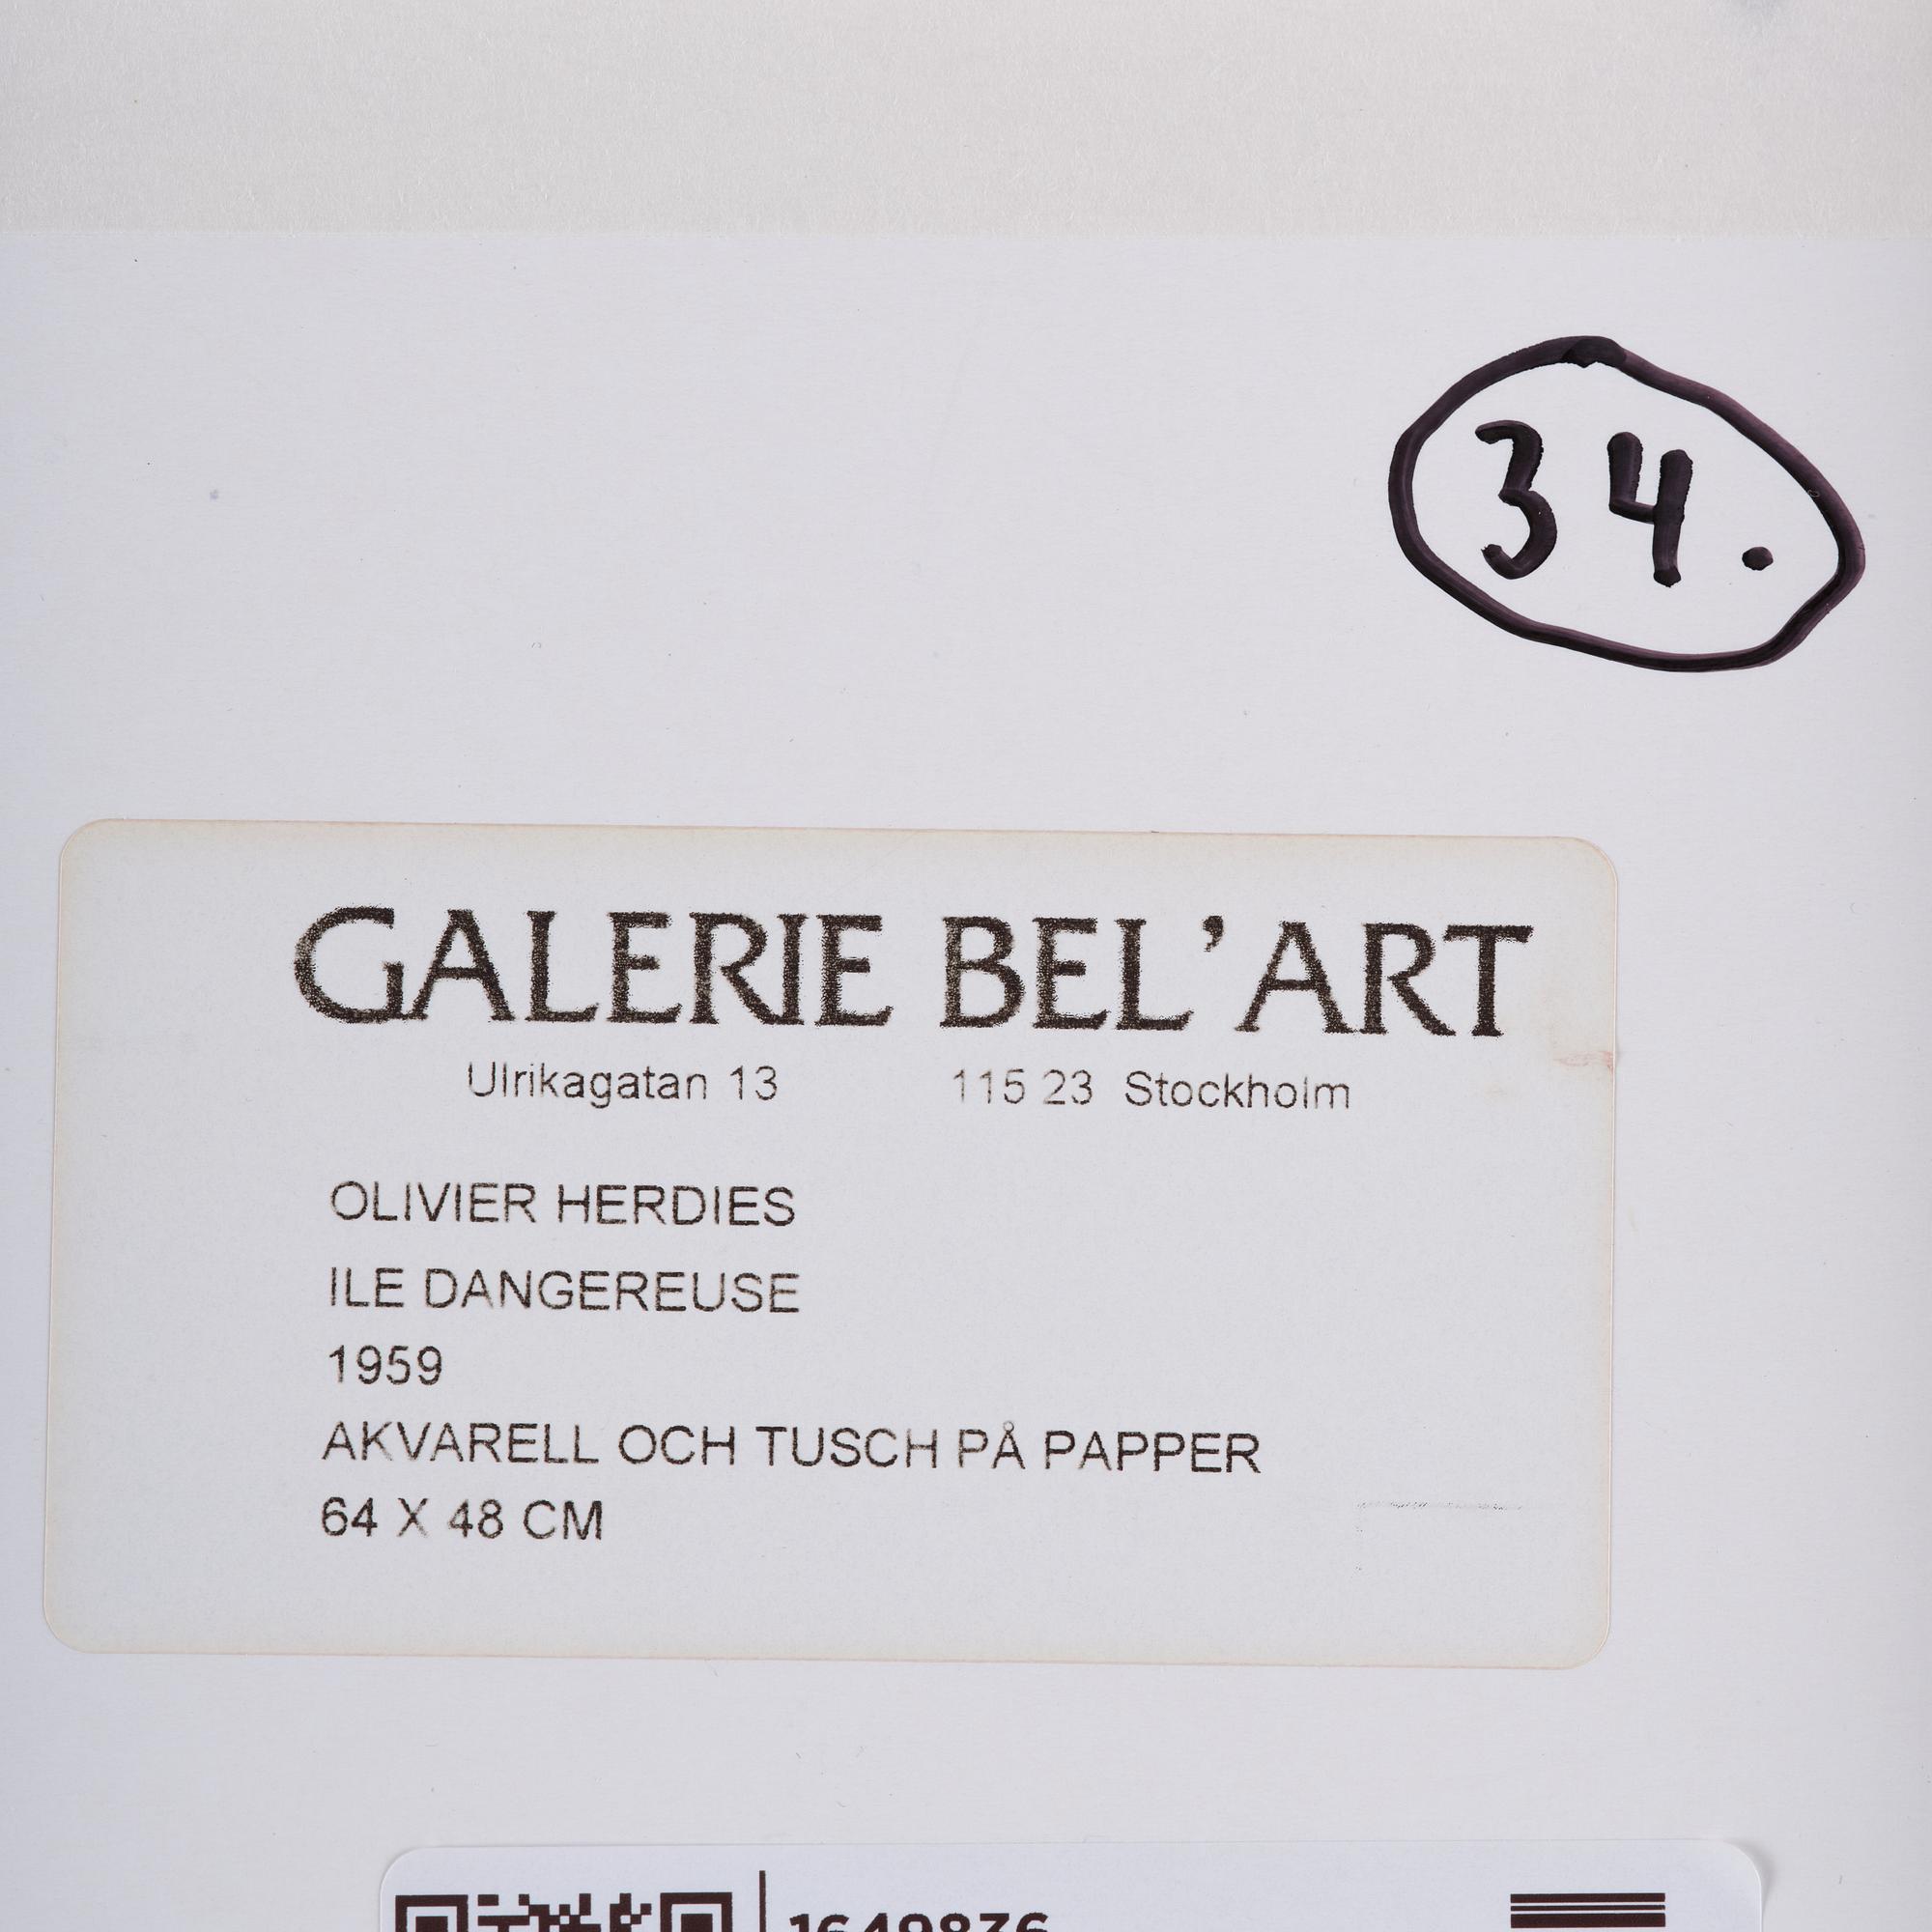 34.
GALERIE BEL'ART
Ulrikagatan 13 115 23 Stockholm
OLIVIER HERDIES
ILE DANGEREUSE
1959
AKVARELL OCH TUSCH PÅ PAPPER
64 X 48 CM
1649836